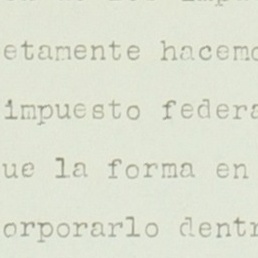 etamente hacemo
impuesto federa
ue la forma en
orporarlo dentr